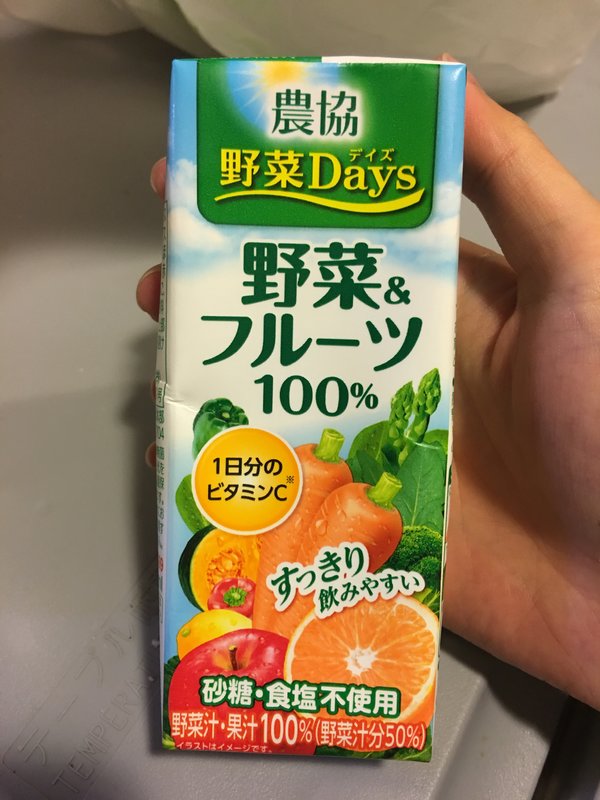 農協
デイズ
野菜Days
野菜&
フルーツ
100%
1日分の
ビタミンC※
すっきり
飲みやすい
砂糖・食塩不使用
野菜汁・果汁100%(野菜汁分50%)
イラストはイメージです。